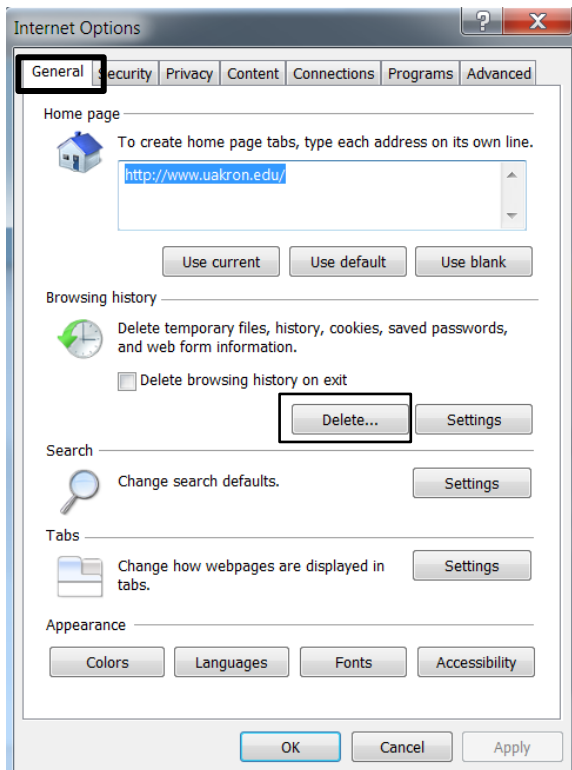 Internet Options
General Security Privacy Content Connections Programs Advanced
Home page
To create home page tabs, type each address on its own line.
http://www.uakron.edu/
Use current Use default Use blank
Browsing history
Delete temporary files, history, cookies, saved passwords,
and web form information.
Delete browsing history on exit
Delete... Settings
Search
Change search defaults. Settings
Tabs
Change how webpages are displayed in Settings
tabs.
Appearance
Colors Languages Fonts Accessibility
OK Cancel Apply